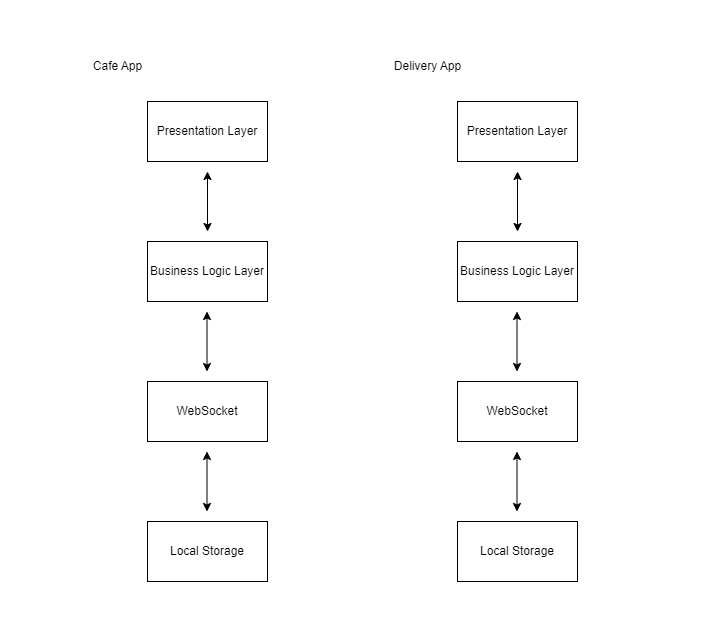 Cafe App
Presentation Layer
Business Logic Layer
WebSocket
Local Storage
Delivery App
Presentation Layer
Business Logic Layer
WebSocket
Local Storage